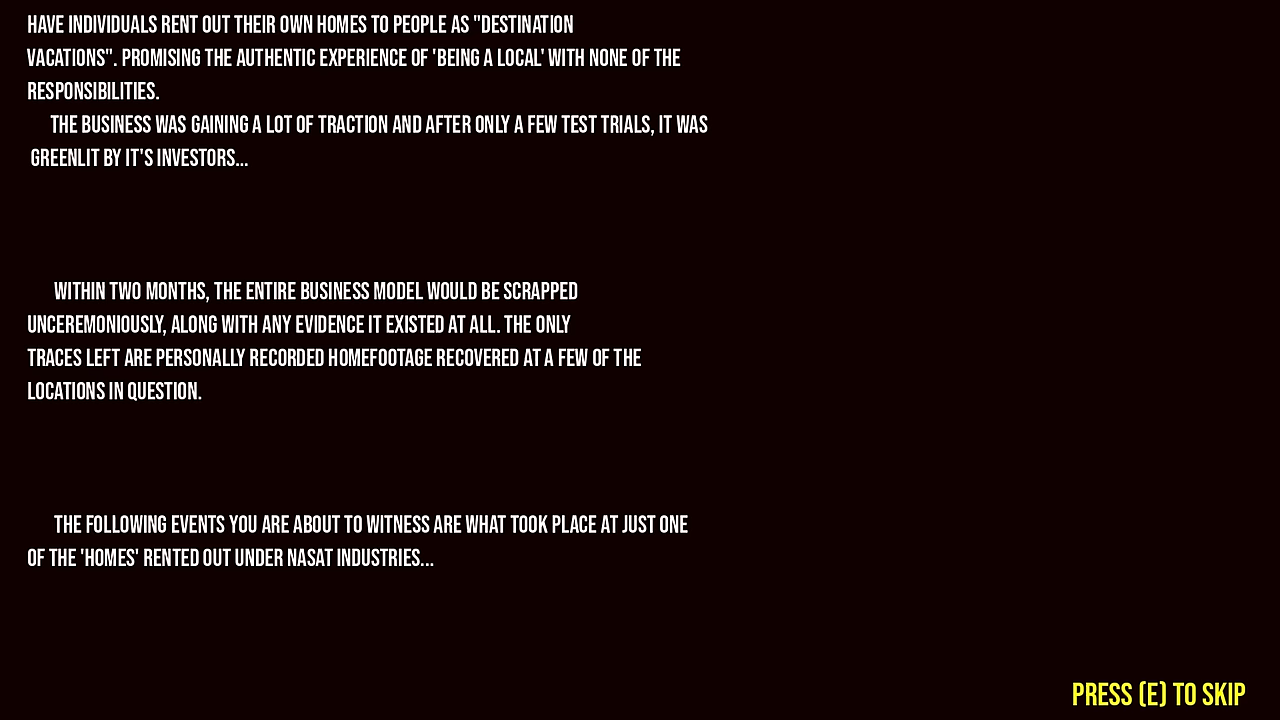 HAVE INDIVIDUALS RENT OUT THEIR OWN HOMES TO PEOPLE AS "DESTINATION
VACATIONS". PROMISING THE AUTHENTIC EXPERIENCE OF 'BEING A LOCAL' WITH NONE OF THE
RESPONSIBILITIES.
THE BUSINESS WAS GAINING A LOT OF TRACTION AND AFTER ONLY A FEW TEST TRIALS, IT WAS
GREENLIT BY IT'S INVESTORS...
WITHIN TWO MONTHS, THE ENTIRE BUSINESS MODEL WOULD BE SCRAPPED
UNCEREMONIOUSLY, ALONG WITH ANY EVIDENCE IT EXISTED AT ALL. THE ONLY
TRACES LEFT ARE PERSONALLY RECORDED HOMEFOOTAGE RECOVERED AT A FEW OF THE
LOCATIONS IN QUESTION.
THE FOLLOWING EVENTS YOU ARE ABOUT TO WITNESS ARE WHAT TOOK PLACE AT JUST ONE
OF THE 'HOMES' RENTED OUT UNDER NASAT INDUSTRIES...
PRESS (E) TO SKIP